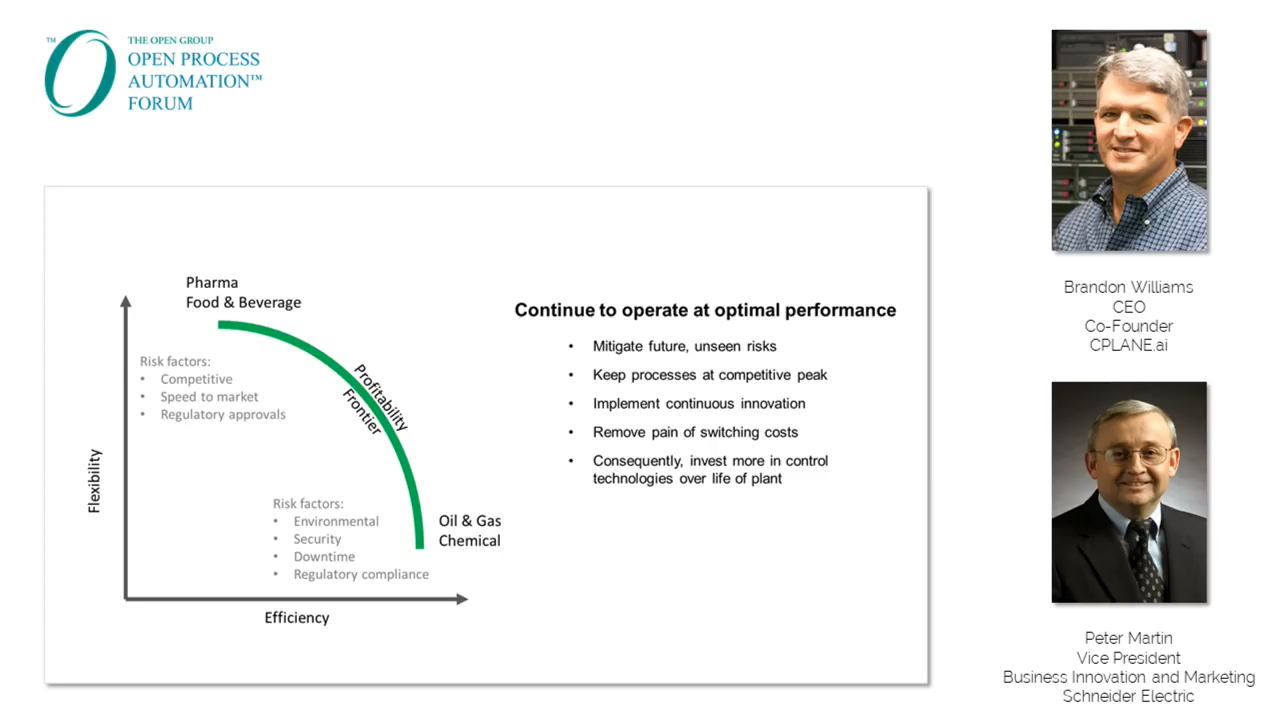 ™ THE OPEN GROUP
OPEN PROCESS
AUTOMATION™
FORUM
Pharma
Food & Beverage
Risk factors:
• Competitive
• Speed to market
• Regulatory approvals
Profitability
Frontier
Flexibility
Risk factors:
• Environmental
• Security
• Downtime
• Regulatory compliance
Oil & Gas
Chemical
Efficiency
Continue to operate at optimal performance
• Mitigate future, unseen risks
• Keep processes at competitive peak
• Implement continuous innovation
• Remove pain of switching costs
• Consequently, invest more in control
technologies over life of plant
Brandon Williams
CEO
Co-Founder
CPLANE.ai
Peter Martin
Vice President
Business Innovation and Marketing
Schneider Electric